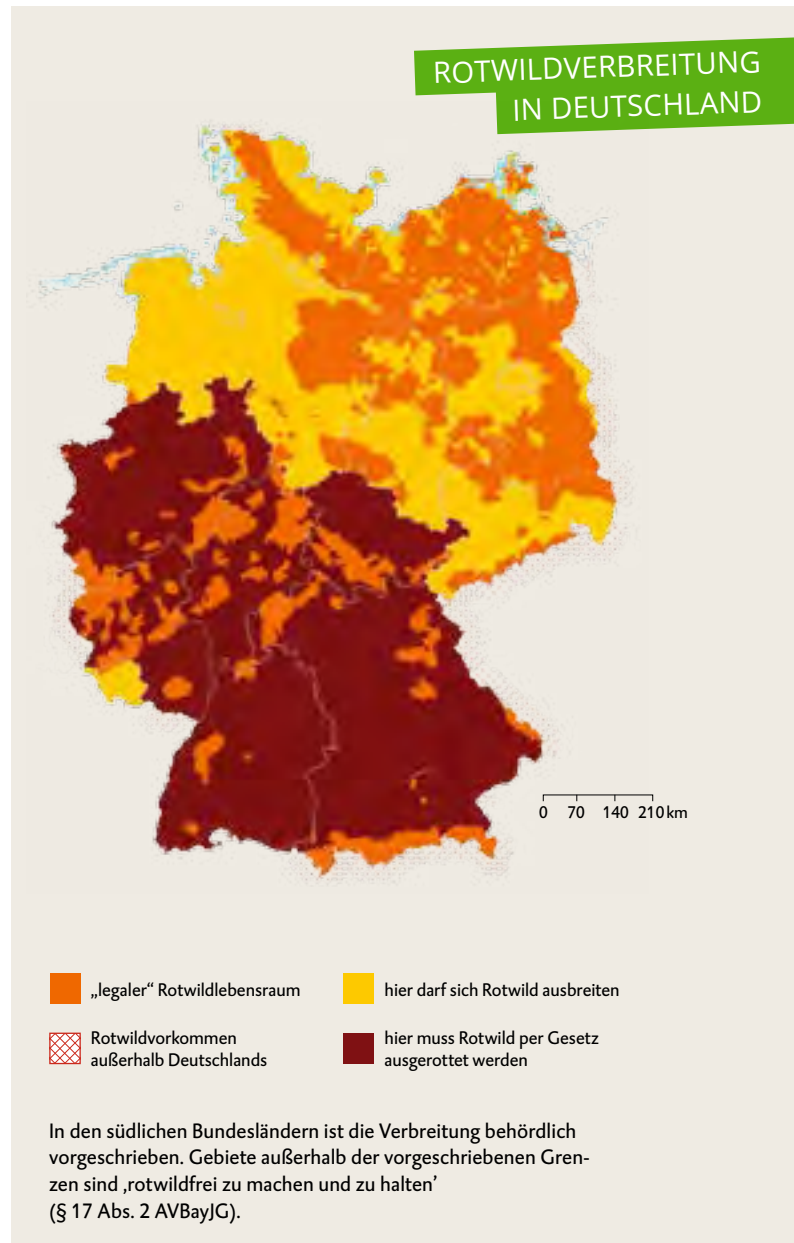 ROTWILDVERBREITUNG
IN DEUTSCHLAND
0 70 140 210 km
„legaler“ Rotwildlebensraum
hier darf sich Rotwild ausbreiten
Rotwildvorkommen
außerhalb Deutschlands
hier muss Rotwild per Gesetz
ausgerottet werden
In den südlichen Bundesländern ist die Verbreitung behördlich
vorgeschrieben. Gebiete außerhalb der vorgeschriebenen Gren-
zen sind ‚rotwildfrei zu machen und zu halten’
(§ 17 Abs. 2 AVBayJG).